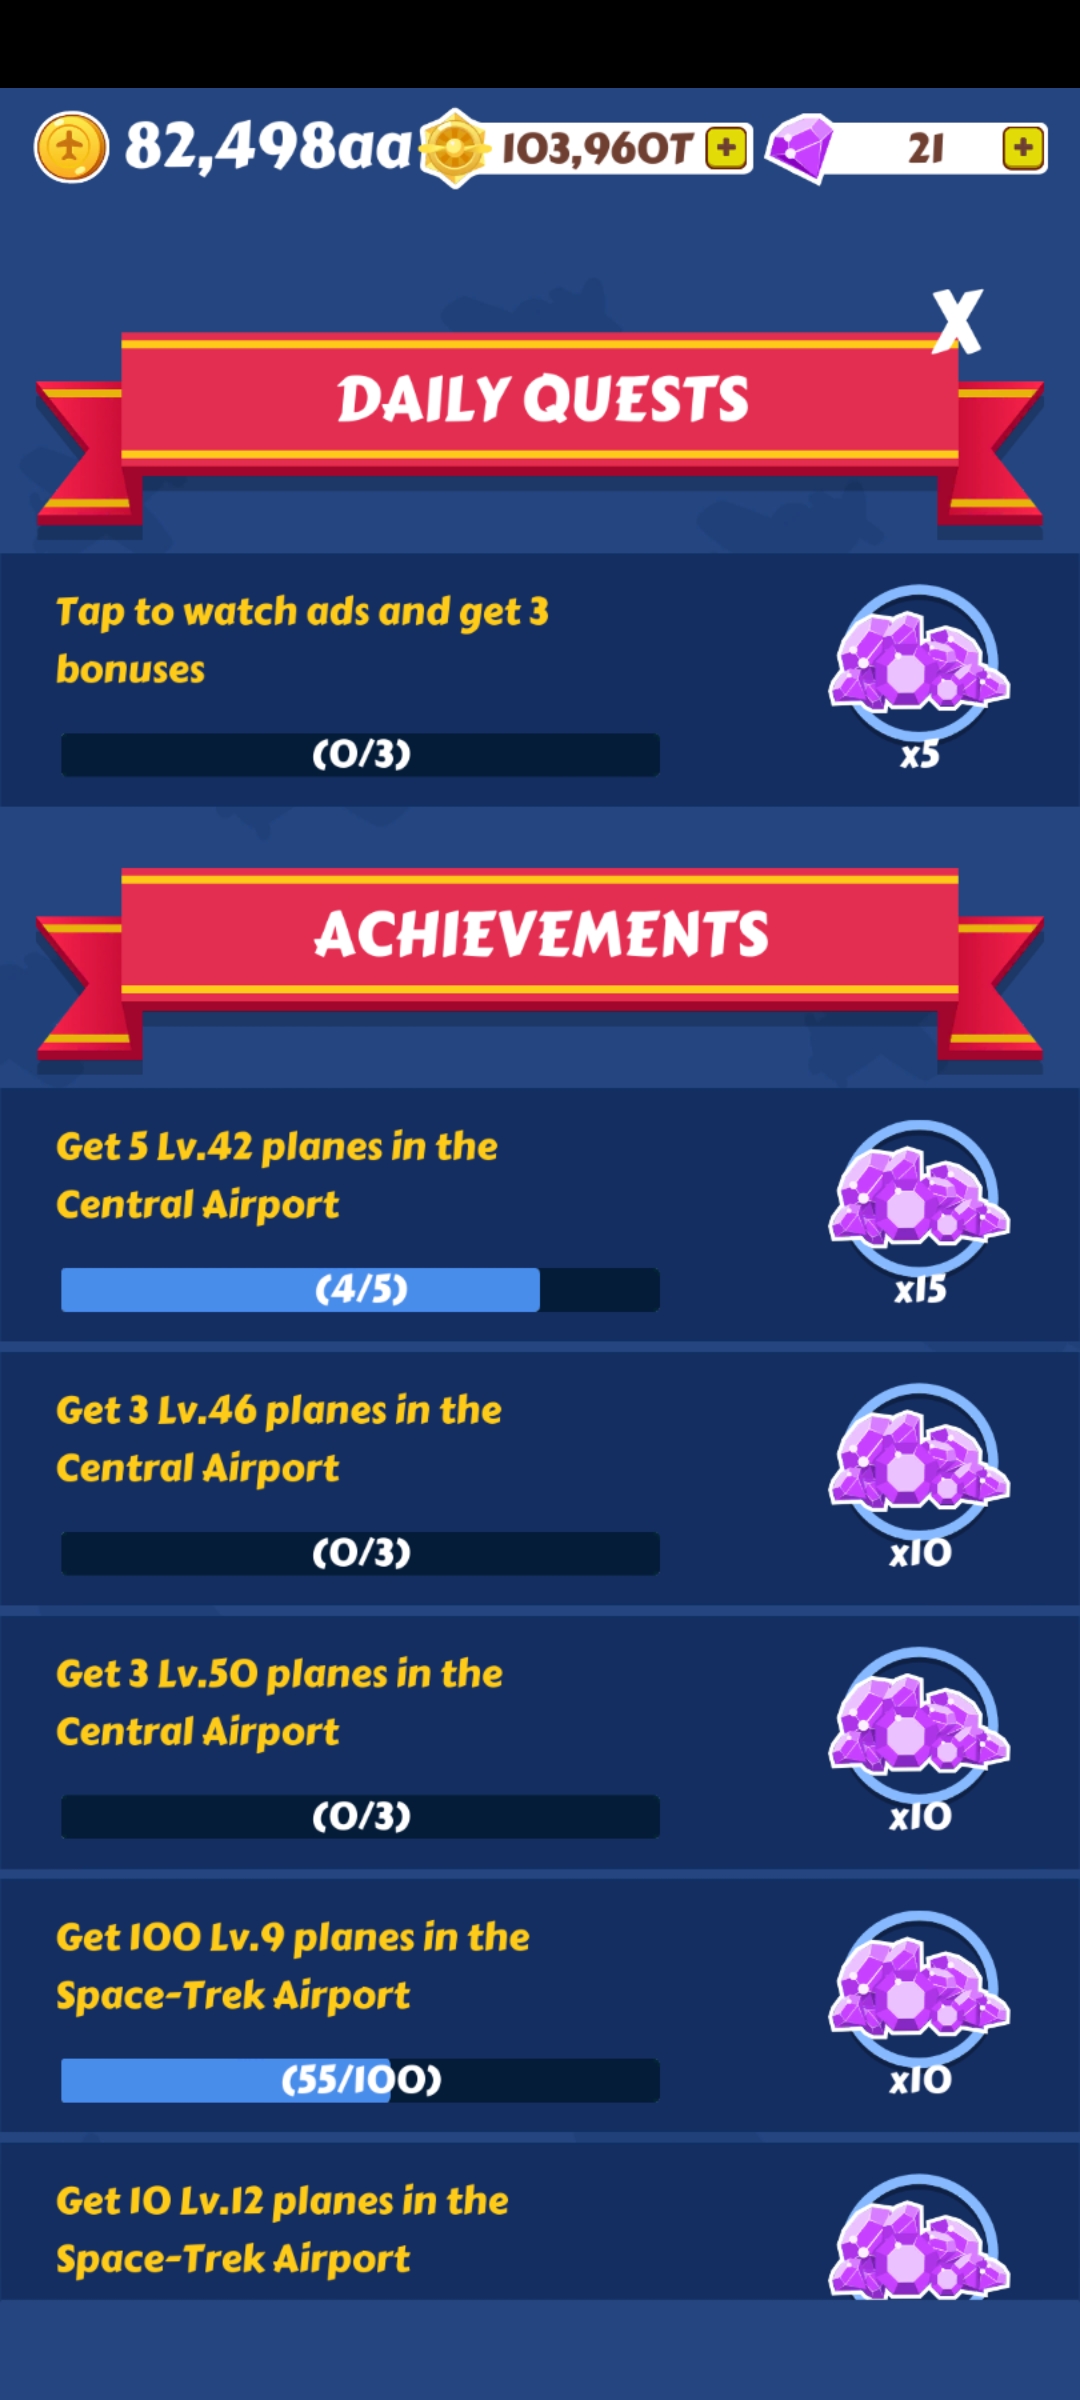 82,498aa 103,960T + 21 +
X
DAILY QUESTS
Tap to watch ads and get 3
bonuses
(0/3)
x5
ACHIEVEMENTS
Get 5 Lv.42 planes in the
Central Airport
(4/5)
x15
Get 3 Lv.46 planes in the
Central Airport
(0/3)
x10
Get 3 Lv.50 planes in the
Central Airport
(0/3)
x10
Get 100 Lv.9 planes in the
Space-Trek Airport
(55/100)
x10
Get 10 Lv.12 planes in the
Space-Trek Airport